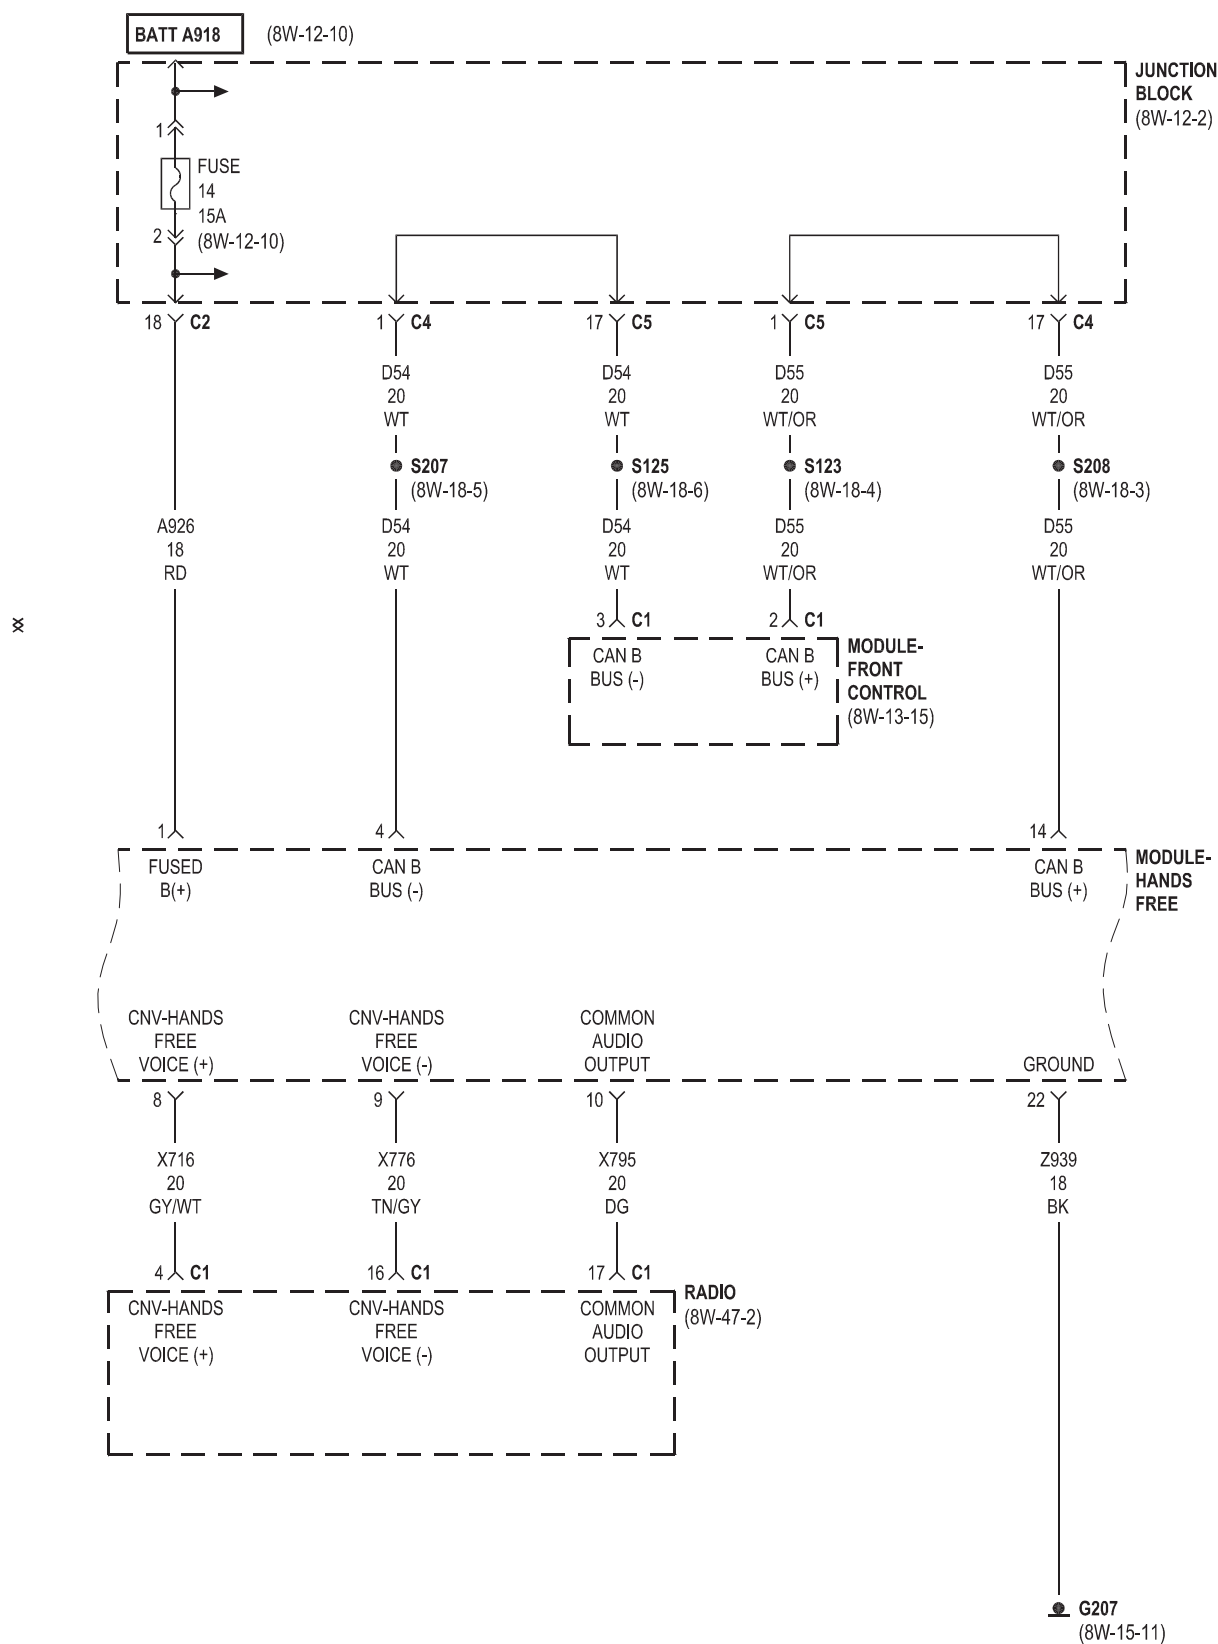 BATT A918 (8W-12-10)
JUNCTION
BLOCK
(8W-12-2)
1
FUSE
14
15A
2 (8W-12-10)
18 C2 1 C4 17 C5 1 C5 17 C4
D54 D54 D55 D55
20 20 20 20
WT WT WT/OR WT/OR
S207 S125 S123 S208
(8W-18-5) (8W-18-6) (8W-18-4) (8W-18-3)
A926 D54 D54 D55 D55
18 20 20 20 20
RD WT WT WT/OR WT/OR
XX
3 C1 2 C1
CAN B CAN B
BUS (-) BUS (+)
MODULE-
FRONT
CONTROL
(8W-13-15)
1 4 14
FUSED CAN B CAN B
B(+) BUS (-) BUS (+)
MODULE-
HANDS
FREE
CNV-HANDS CNV-HANDS COMMON
FREE FREE AUDIO
VOICE (+) VOICE (-) OUTPUT GROUND
8 9 10 22
X716 X776 X795 Z939
20 20 20 18
GY/WT TN/GY DG BK
4 C1 16 C1 17 C1
RADIO
(8W-47-2)
CNV-HANDS CNV-HANDS COMMON
FREE FREE AUDIO
VOICE (+) VOICE (-) OUTPUT
G207
(8W-15-11)